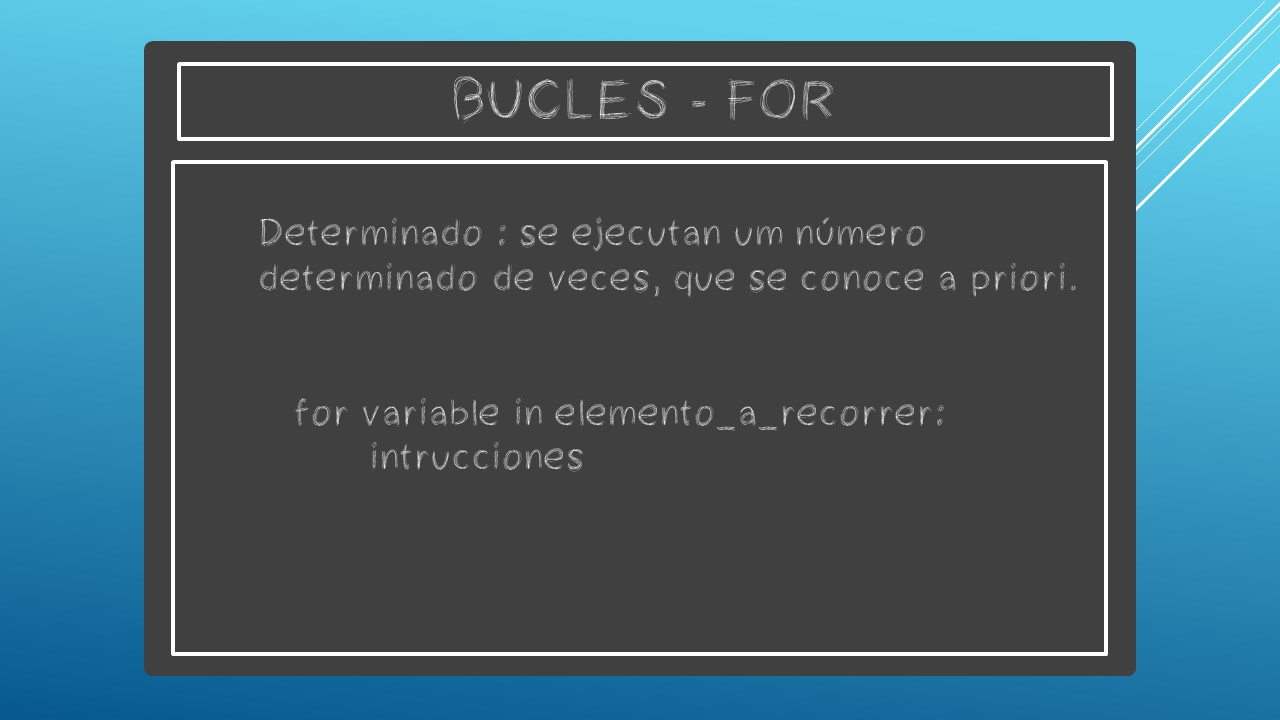 BUCLES - FOR
Determinado : se ejecutan um número
determinado de veces, que se conoce a priori.
for variable in elemento_a_recorrer:
intrucciones